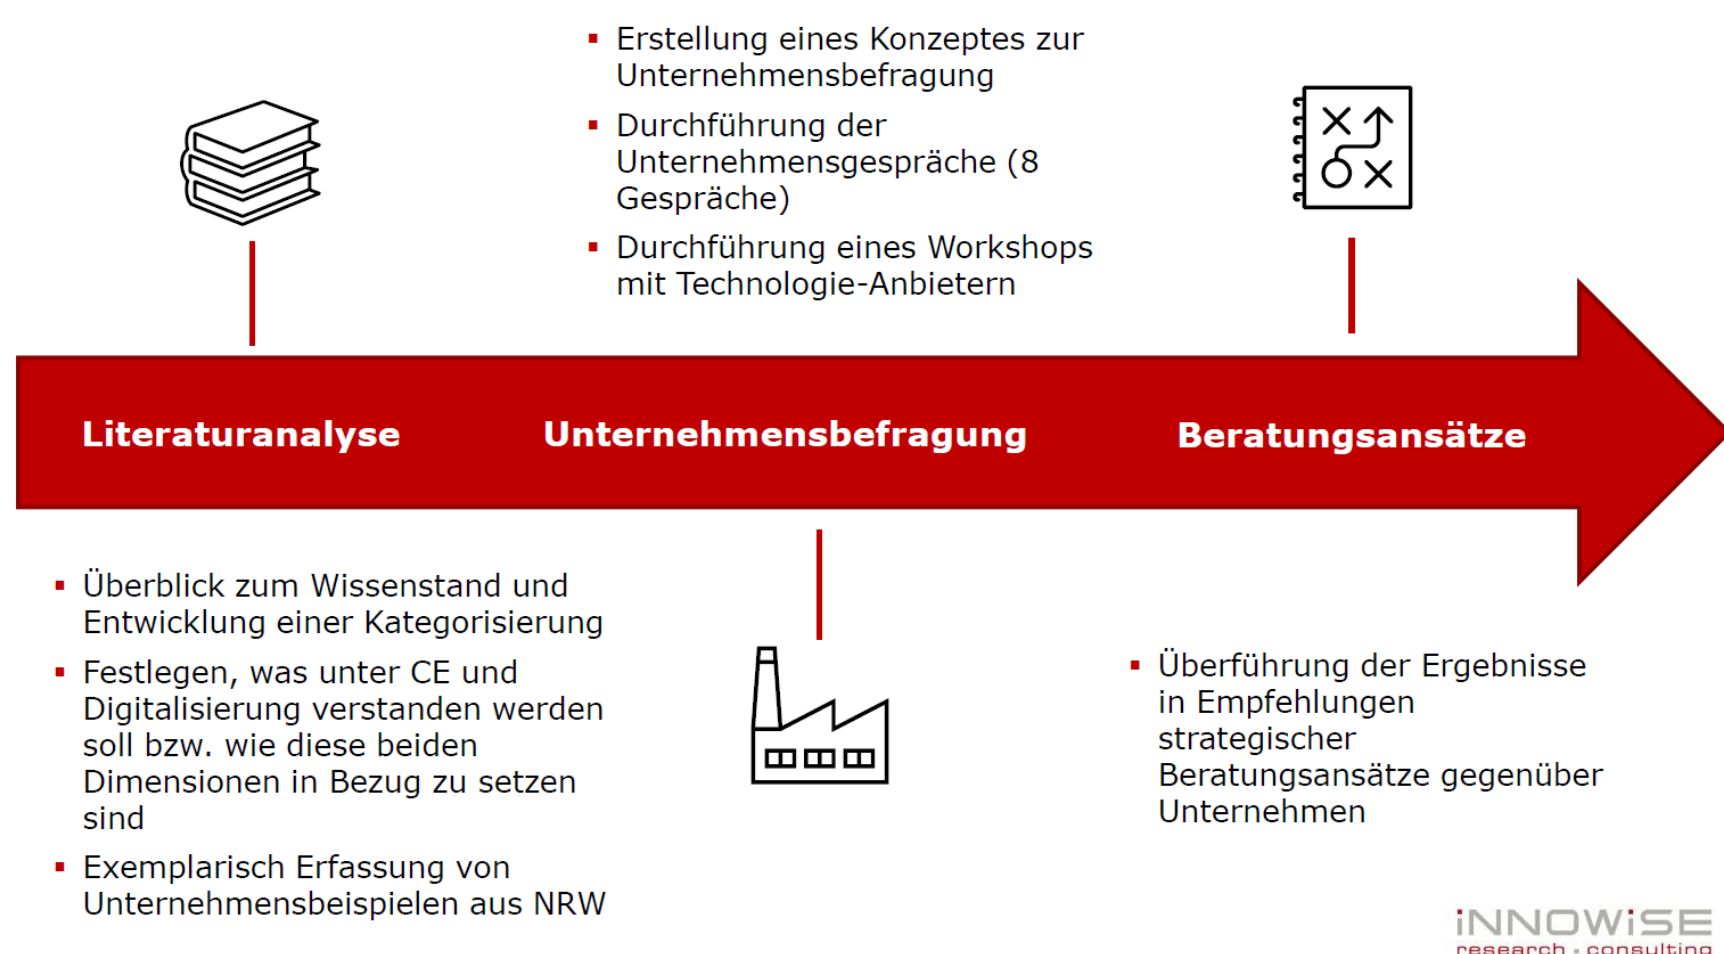 Erstellung eines Konzeptes zur
Unternehmensbefragung
Durchführung der
Unternehmensgespräche (8
Gespräche)
Durchführung eines Workshops
mit Technologie-Anbietern
Literaturanalyse
Unternehmensbefragung
Beratungsansätze
Überblick zum Wissenstand und
Entwicklung einer Kategorisierung
Festlegen, was unter CE und
Digitalisierung verstanden werden
soll bzw. wie diese beiden
Dimensionen in Bezug zu setzen
sind
Exemplarisch Erfassung von
Unternehmensbeispielen aus NRW
Überführung der Ergebnisse
in Empfehlungen
strategischer
Beratungsansätze gegenüber
Unternehmen
iNNOWiSE
research - consulting